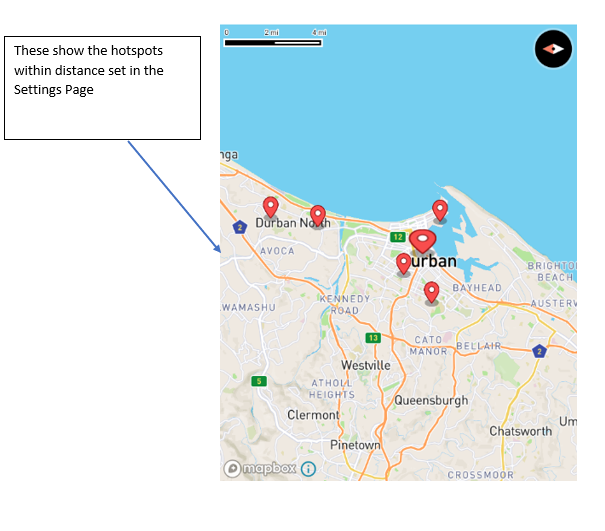 These show the hotspots
within distance set in the
Settings Page
0 2 mi 4 mi
nga
Durban North
2
AVOCA
12
urban
BRIGHTO
BEACH
WAMASHU
KENNEDY
ROAD
BAYHEAD
AUSTERV
13
CATO
MANOR
BELLAIR
2
Westville
5
ATHOLL
HEIGHTS
Queensburgh
Clermont
Um
Chatsworth
Pinetown
mapbox i
CROSSMOOR